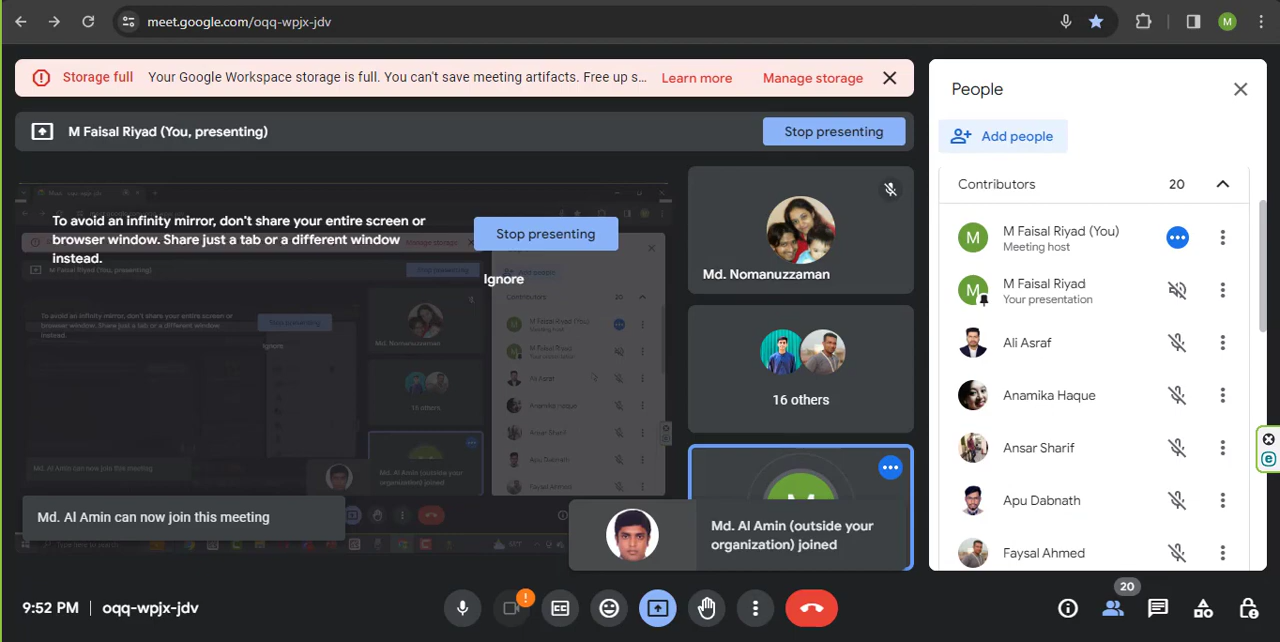 meet.google.com/oqq-wpjx-jdv
M
Storage full Your Google Workspace storage is full. You can't save meeting artifacts. Free up s... Learn more Manage storage
M Faisal Riyad (You, presenting) Stop presenting
To avoid an infinity mirror, don't share your entire screen or
browser window. Share just a tab or a different window
instead.
Stop presenting
Ignore
Md. Nomanuzzaman
16 others
Md. Al Amin can now join this meeting
Md. Al Amin (outside your
organization) joined
People
Add people
Contributors 20
M M Faisal Riyad (You)
Meeting host
M M Faisal Riyad
Your presentation
Ali Asraf
Anamika Haque
Ansar Sharif
Apu Dabnath
Faysal Ahmed
9:52 PM oqq-wpjx-jdv
20